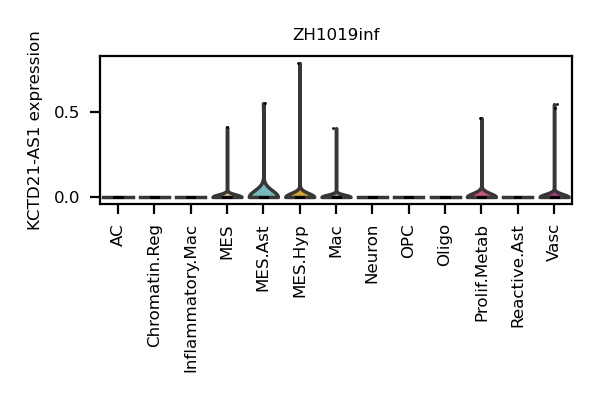 ZH1019inf
KCTD21-AS1 expression
0.5
0.0
AC
Chromatin.Reg
Inflammatory.Mac
MES
MES.Ast
MES.Hyp
Mac
Neuron
OPC
Oligo
Prolif.Metab
Reactive.Ast
Vasc